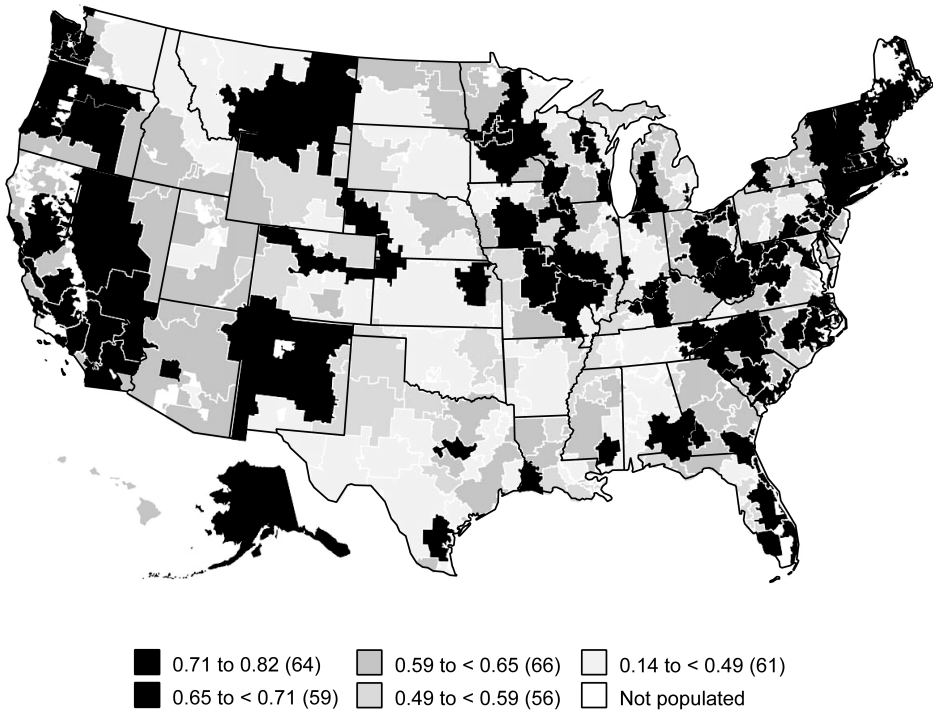 0.71 to 0.82 (64) 0.59 to < 0.65 (66) 0.14 to < 0.49 (61)
0.65 to < 0.71 (59) 0.49 to < 0.59 (56) Not populated